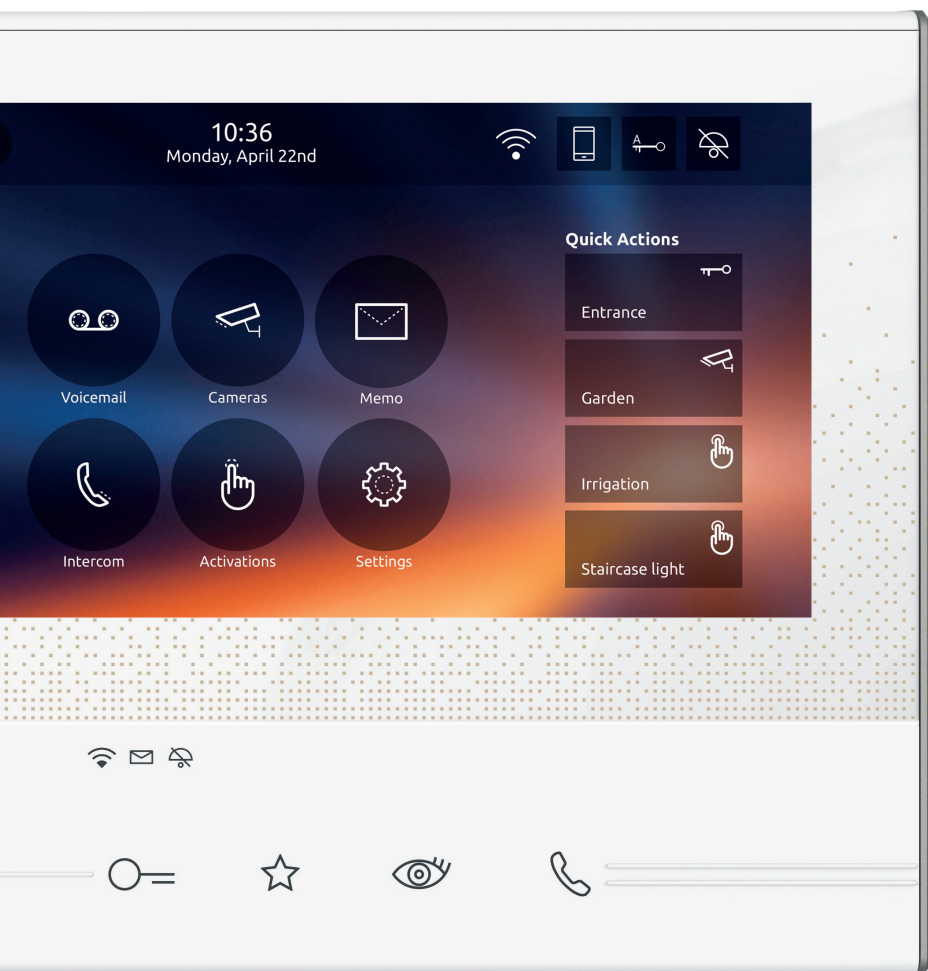 10:36
Monday, April 22nd
A
Quick Actions
Entrance
Garden
Irrigation
Staircase light
Voicemail
Cameras
Memo
Intercom
Activations
Settings